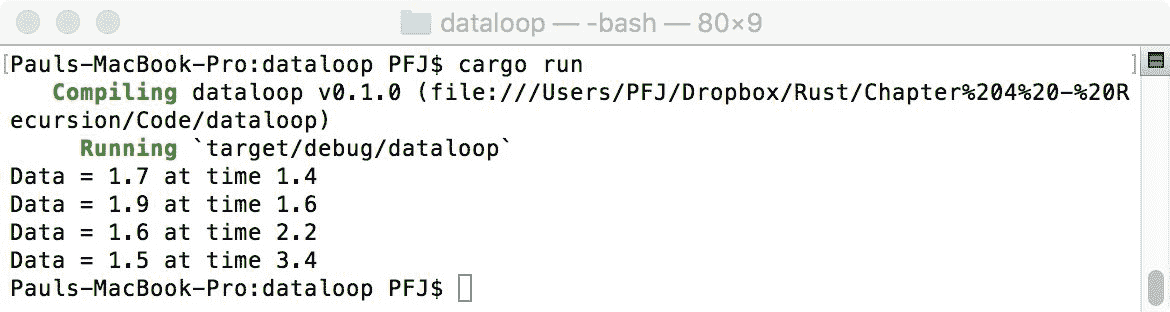 dataloop — -bash — 80×9
[Pauls-MacBook-Pro:dataloop PFJ$ cargo run ]
Compiling dataloop v0.1.0 (file:///Users/PFJ/Dropbox/Rust/Chapter%204%20-%20R
ecursion/Code/dataloop)
Running `target/debug/dataloop`
Data = 1.7 at time 1.4
Data = 1.9 at time 1.6
Data = 1.6 at time 2.2
Data = 1.5 at time 3.4
Pauls-MacBook-Pro:dataloop PFJ$